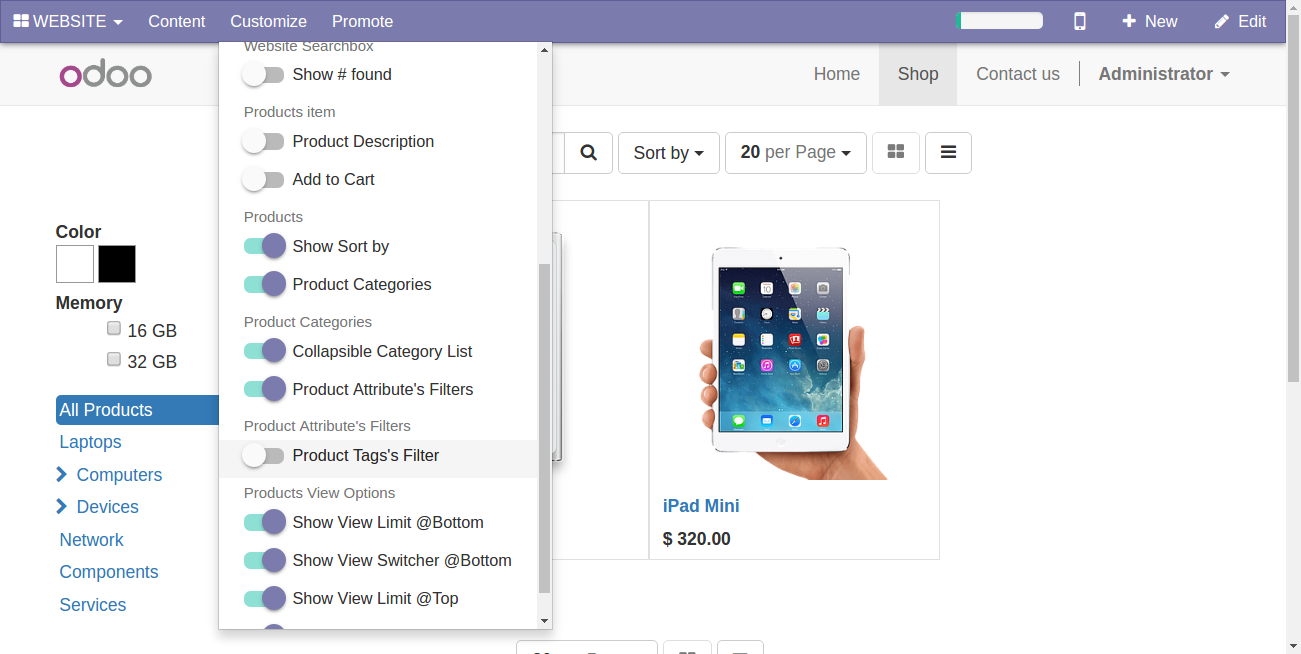 WEBSITE Content Customize Promote New Edit
odoo
Home Shop Contact us Administrator
Website Searchbox
Show # found
Products item
Product Description
Add to Cart
Products
Show Sort by
Product Categories
Product Categories
Collapsible Category List
Product Attribute's Filters
Product Attribute's Filters
Product Tags's Filter
Products View Options
Show View Limit @Bottom
Show View Switcher @Bottom
Show View Limit @Top
Sort by 20 per Page
Color
Memory
16 GB
32 GB
All Products
Laptops
Computers
Devices
Network
Components
Services
iPad Mini
$ 320.00